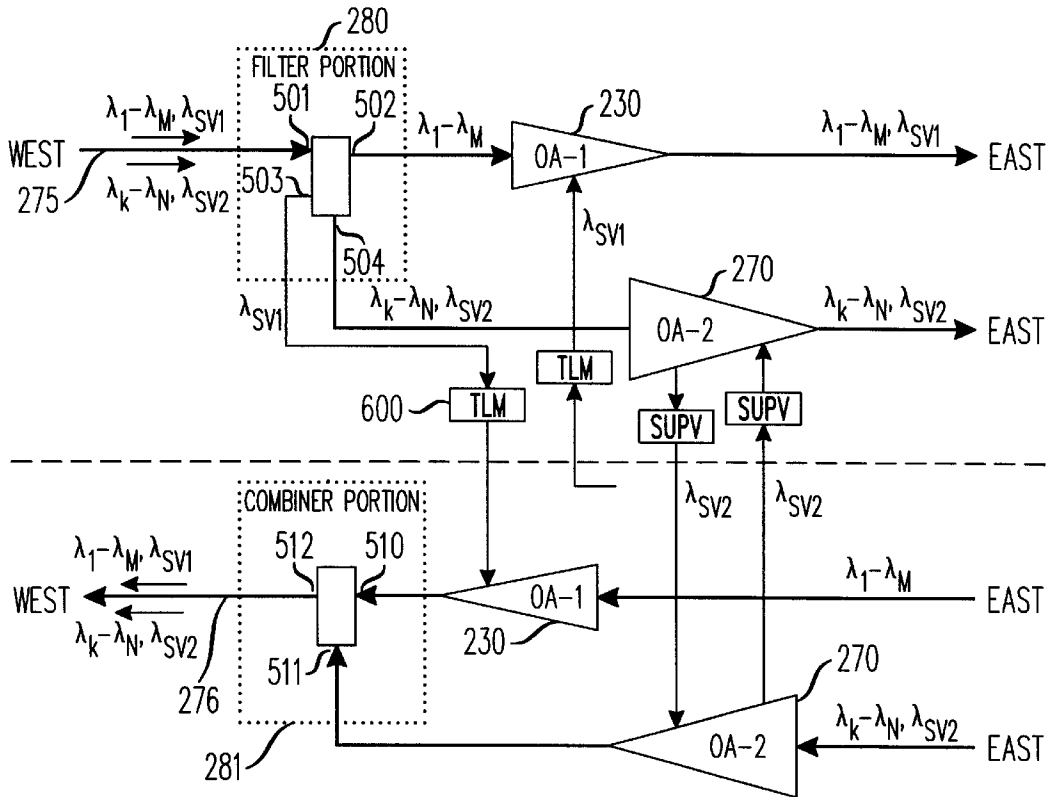 280
FILTER PORTION
λ1-λM, λSV1
501
502
λ1-λM
230
OA-1
λ1-λM, λSV1
WEST
EAST
275
λk-λN, λSV2
503
504
λSV1
λSV1
λk-λN, λSV2
270
OA-2
λk-λN, λSV2
EAST
TLM
600
TLM
SUPV
SUPV
COMBINER PORTION
λSV2
λSV2
λ1-λM, λSV1
512
510
WEST
OA-1
λ1-λM
EAST
λk-λN, λSV2
230
276
511
270
OA-2
λk-λN, λSV2
EAST
281